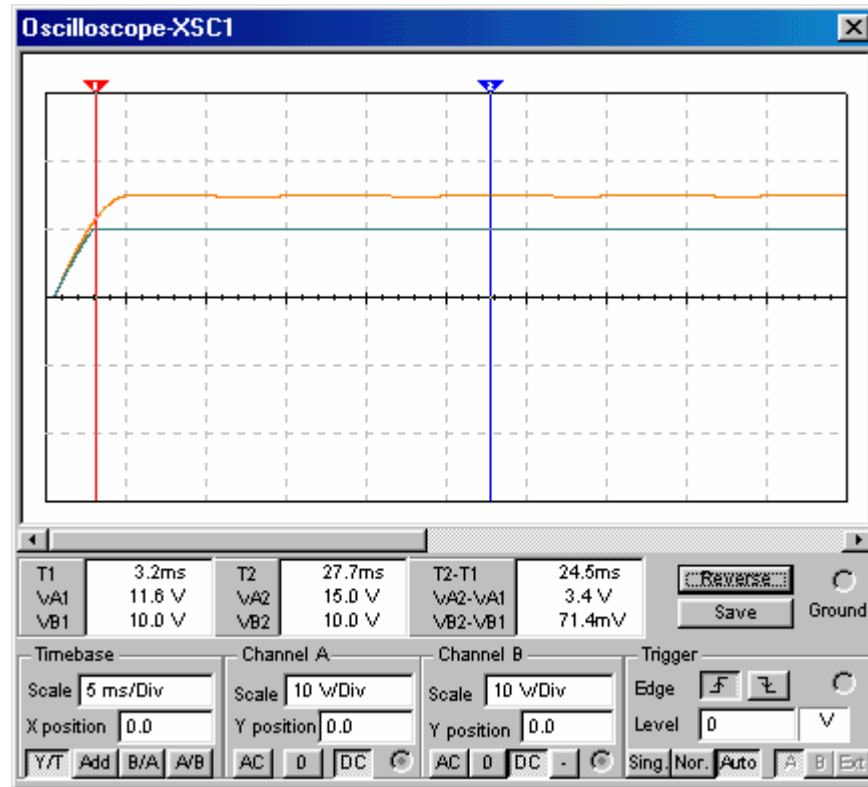 Oscilloscope-XSC1
1 2
T1 3.2ms T2 27.7ms T2-T1 24.5ms Reverse
VA1 11.6 V VA2 15.0 V VA2-VA1 3.4 V Ground
VB1 10.0 V VB2 10.0 V VB2-VB1 71.4mV Save
Timebase Channel A Channel B Trigger
Scale 5 ms/Div Scale 10 V/Div Scale 10 V/Div Edge
X position 0.0 Y position 0.0 Y position 0.0 Level 0 V
Y/T Add B/A A/B AC 0 DC AC 0 DC - Sing. Nor. Auto A B Ext